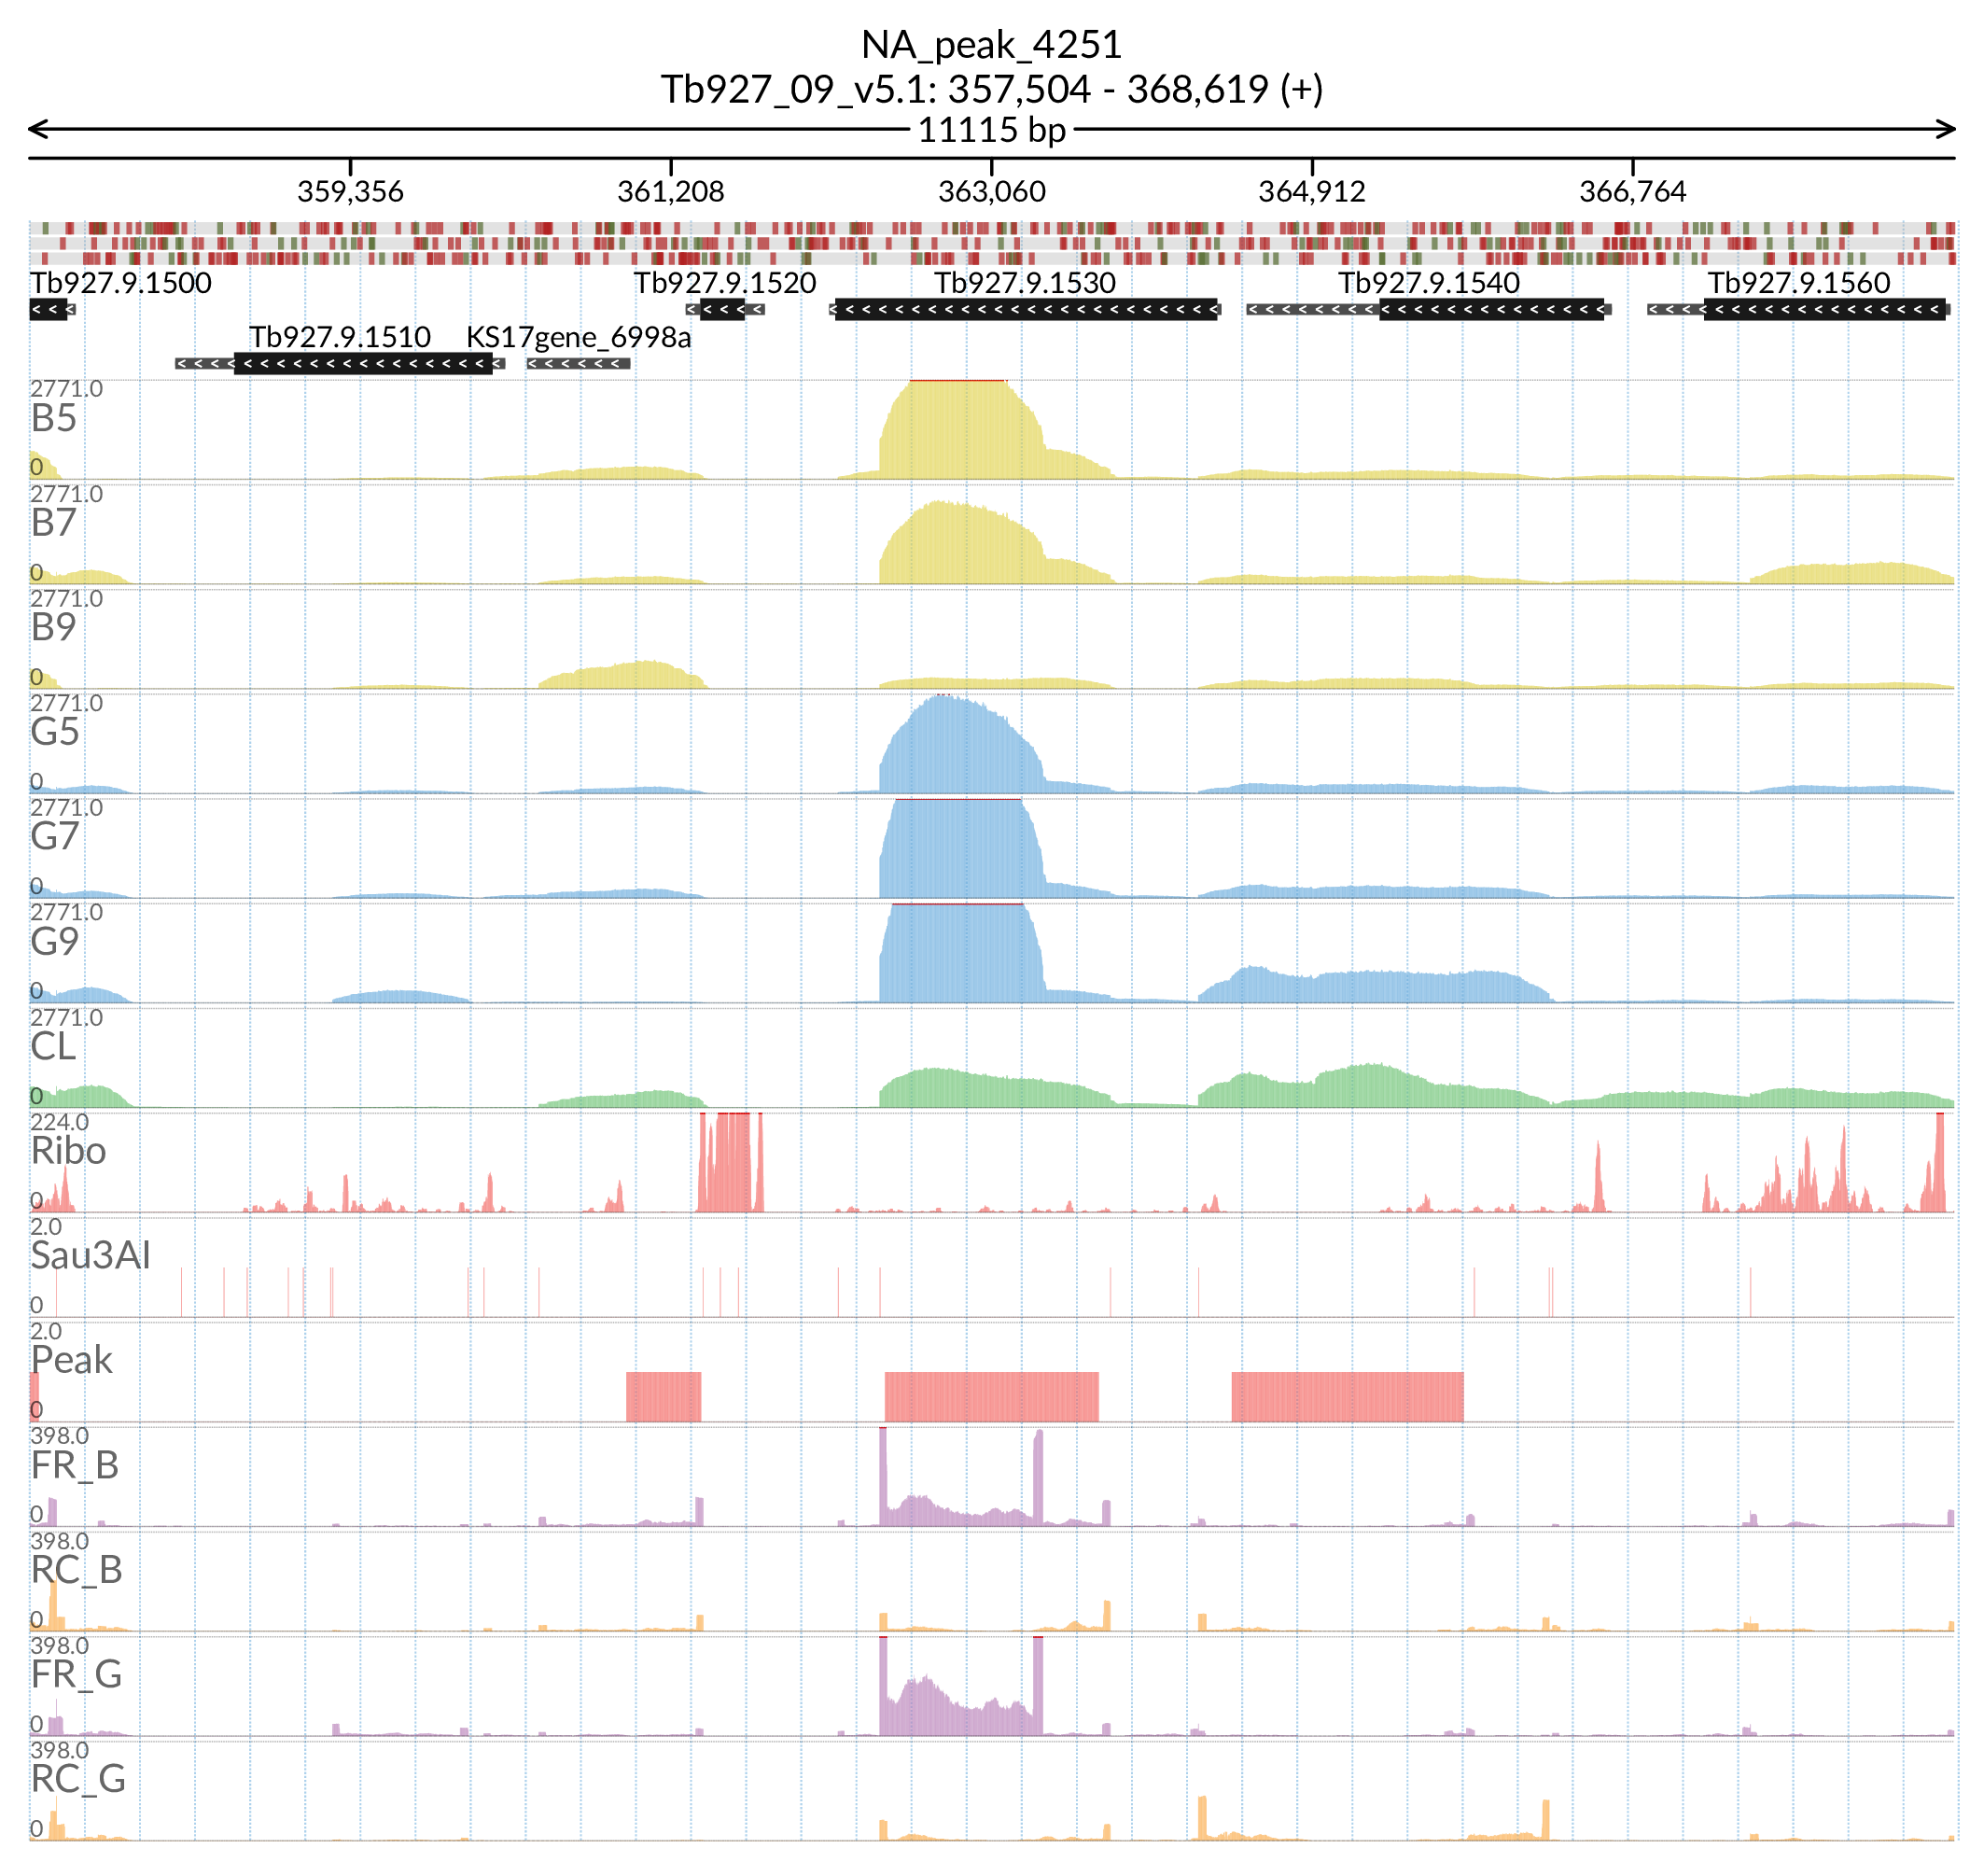 NA_peak_4251
Tb927_09_v5.1: 357,504 - 368,619 (+)
11115 bp
359,356 361,208 363,060 364,912 366,764
Tb927.9.1500 Tb927.9.1520 Tb927.9.1530 Tb927.9.1540 Tb927.9.1560
Tb927.9.1510 KS17gene_6998a
2771.0
B5
0
2771.0
B7
0
2771.0
B9
0
2771.0
G5
0
2771.0
G7
0
2771.0
G9
0
2771.0
CL
0
224.0
Ribo
0
2.0
Sau3AI
0
2.0
Peak
0
398.0
FR_B
0
398.0
RC_B
0
398.0
FR_G
0
398.0
RC_G
0